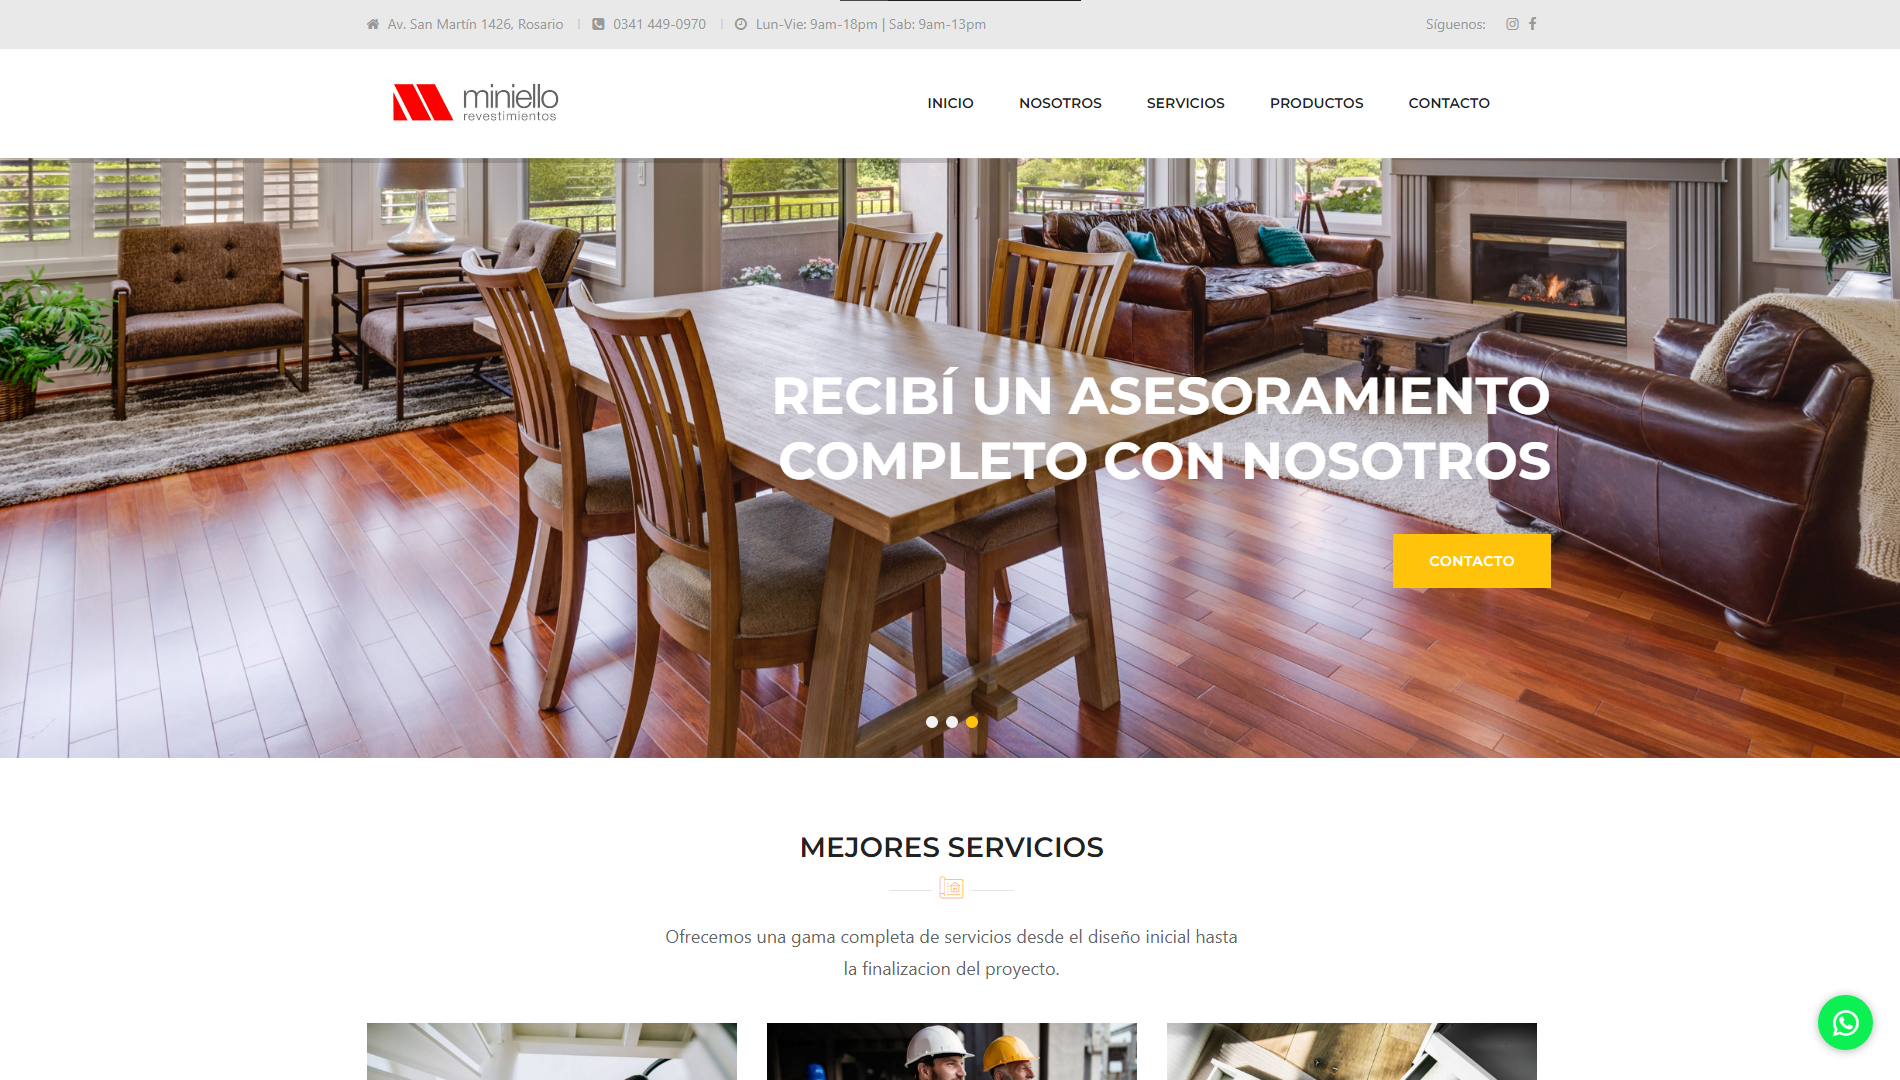 Av. San Martín 1426, Rosario
0341 449-0970
Lun-Vie: 9am-18pm | Sab: 9am-13pm
Síguenos:
miniello
revestimientos
INICIO
NOSOTROS
SERVICIOS
PRODUCTOS
CONTACTO
RECIBÍ UN ASESORAMIENTO
COMPLETO CON NOSOTROS
CONTACTO
MEJORES SERVICIOS
Ofrecemos una gama completa de servicios desde el diseño inicial hasta
la finalizacion del proyecto.